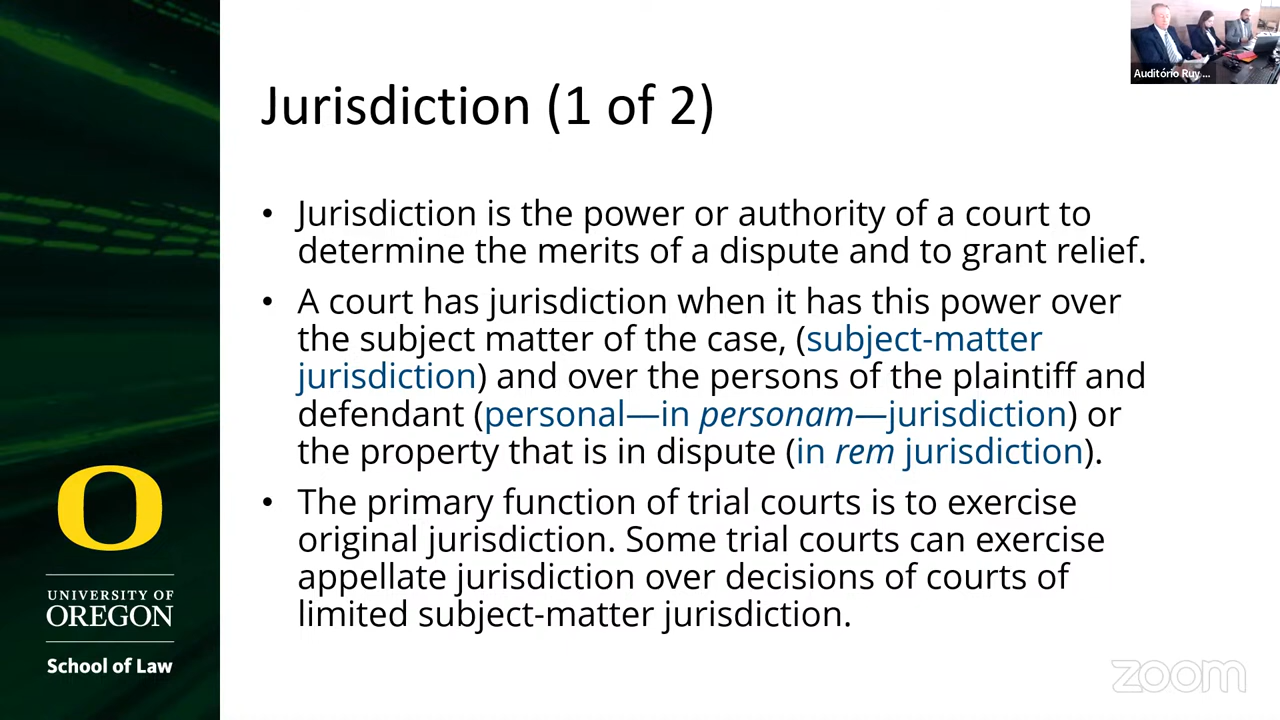 Auditório Ruy ...
Jurisdiction (1 of 2)
• Jurisdiction is the power or authority of a court to
determine the merits of a dispute and to grant relief.
• A court has jurisdiction when it has this power over
the subject matter of the case, (subject-matter
jurisdiction) and over the persons of the plaintiff and
defendant (personal—in personam—jurisdiction) or
the property that is in dispute (in rem jurisdiction).
• The primary function of trial courts is to exercise
original jurisdiction. Some trial courts can exercise
appellate jurisdiction over decisions of courts of
limited subject-matter jurisdiction.
O
UNIVERSITY OF
OREGON
School of Law
zoom